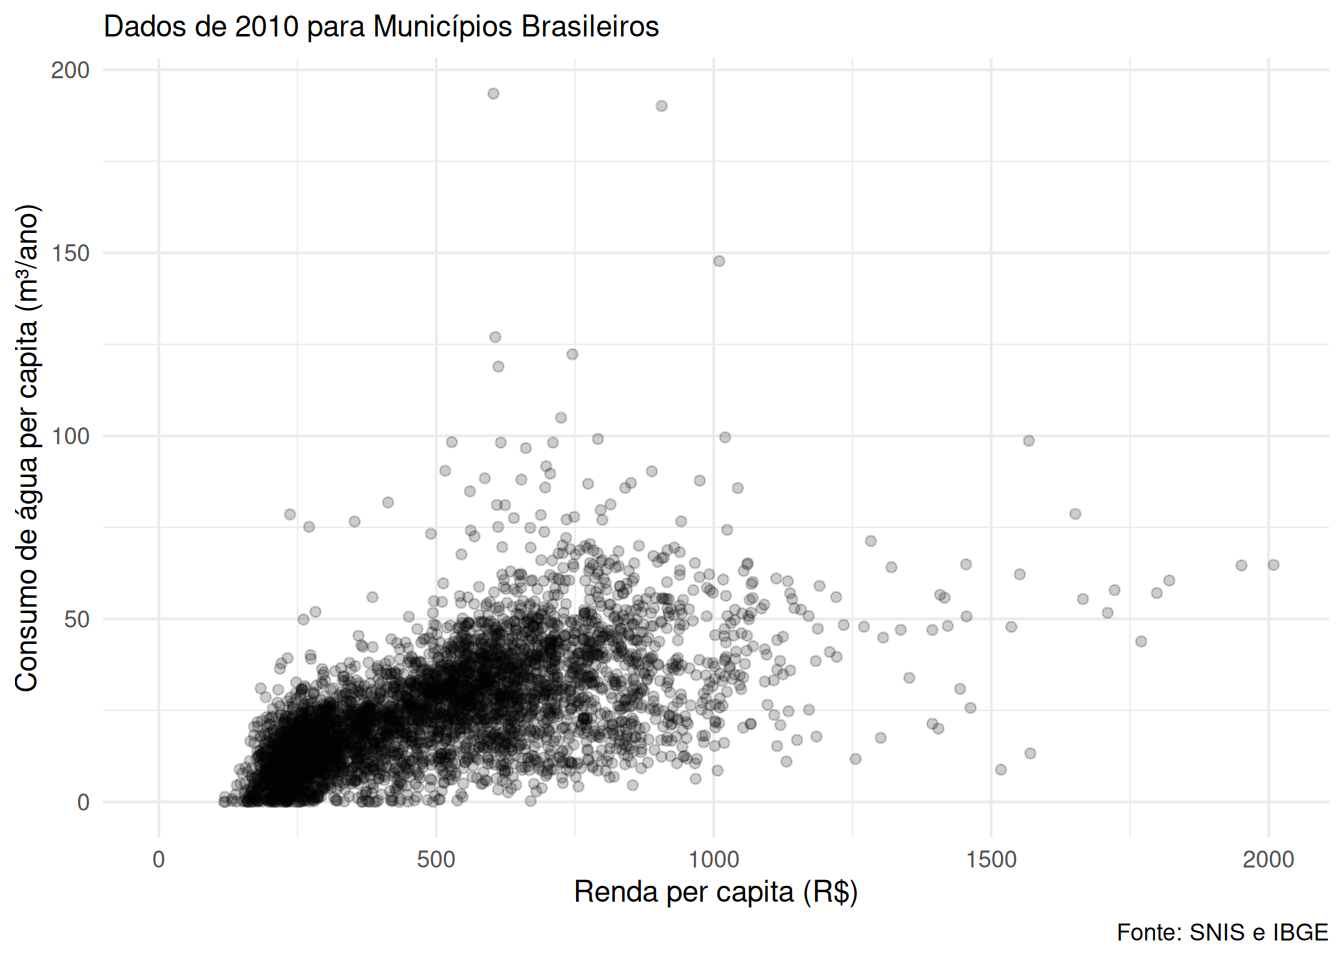 Dados de 2010 para Municípios Brasileiros
200
150
100
50
0
Consumo de água per capita (m³/ano)
0 500 1000 1500 2000
Renda per capita (R$)
Fonte: SNIS e IBGE